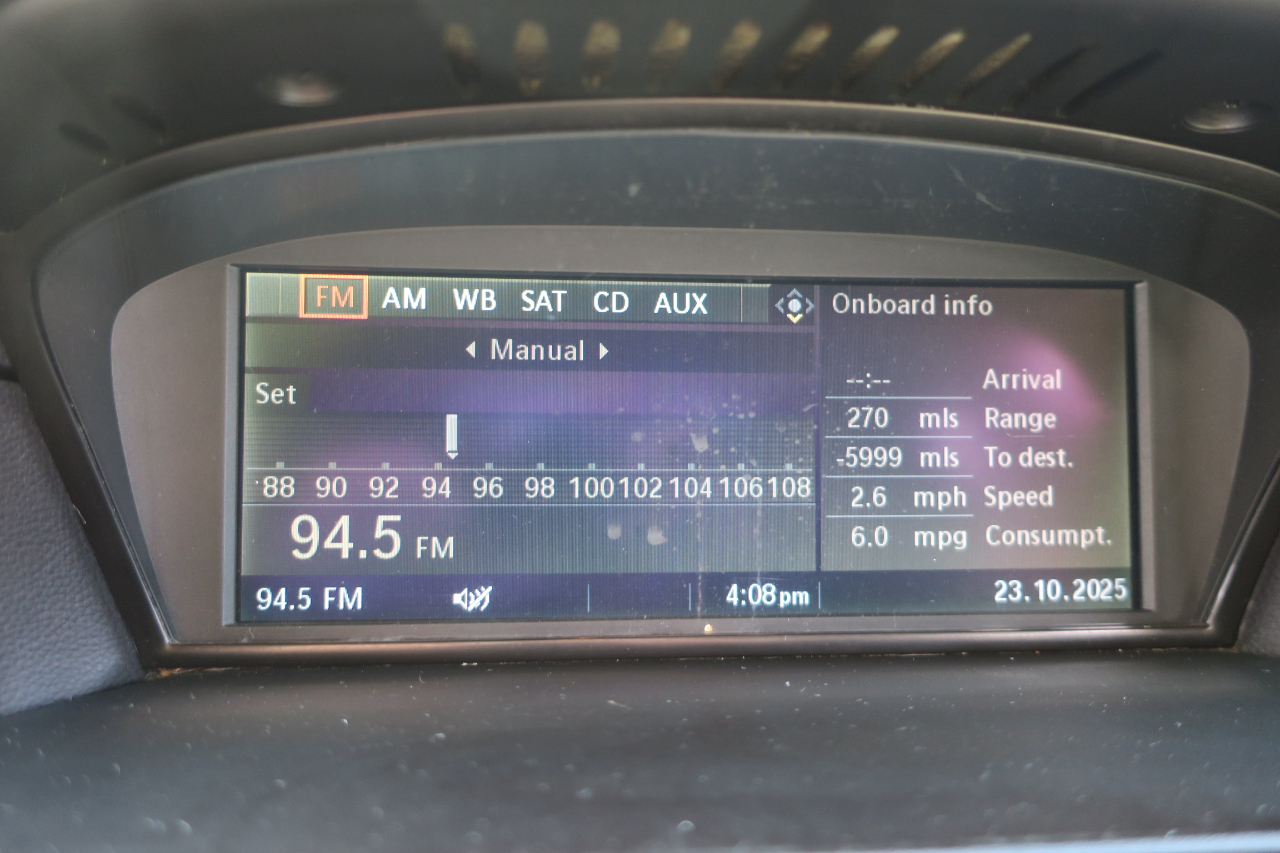 FM AM WB SAT CD AUX
Manual
Set
88 90 92 94 96 98 100 102 104 106 108
94.5 FM
94.5 FM 4:08pm
Onboard info
--:-- Arrival
270 mls Range
-5999 mls To dest.
2.6 mph Speed
6.0 mpg Consumpt.
23.10.2025